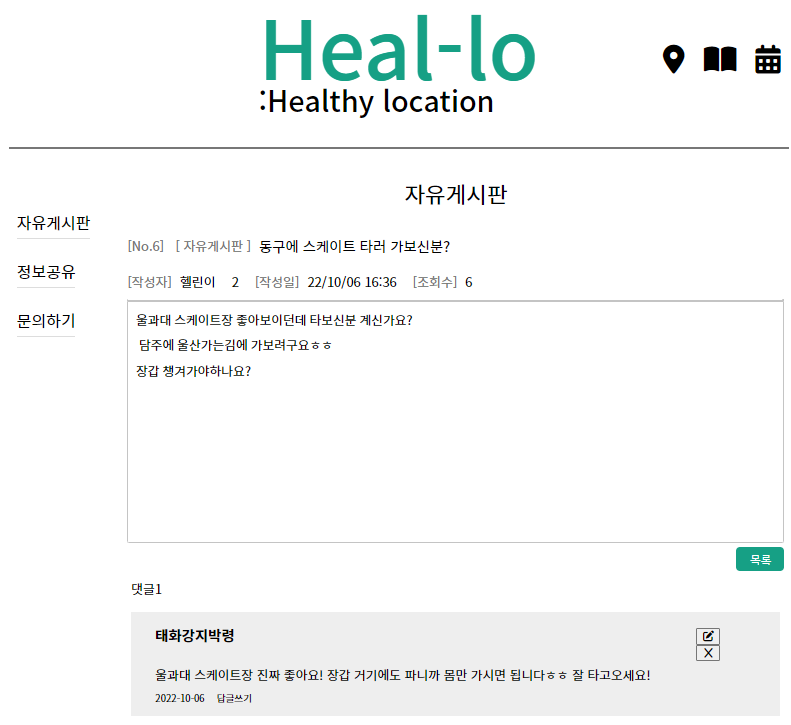 Heal-lo
:Healthy location
자유게시판
자유게시판
정보공유
문의하기
[No.6] [ 자유게시판 ] 동구에 스케이트 타러 가보신분?
[작성자] 헬린이 2 [작성일] 22/10/06 16:36 [조회수] 6
울과대 스케이트장 좋아보이던데 타보신분 계신가요?
담주에 울산가는김에 가보려구요ㅎㅎ
장갑 챙겨가야하나요?
목록
댓글1
태화강지박령
X
울과대 스케이트장 진짜 좋아요! 장갑 거기에도 파니까 몸만 가시면 됩니다ㅎㅎ 잘 타고오세요!
2022-10-06 답글쓰기